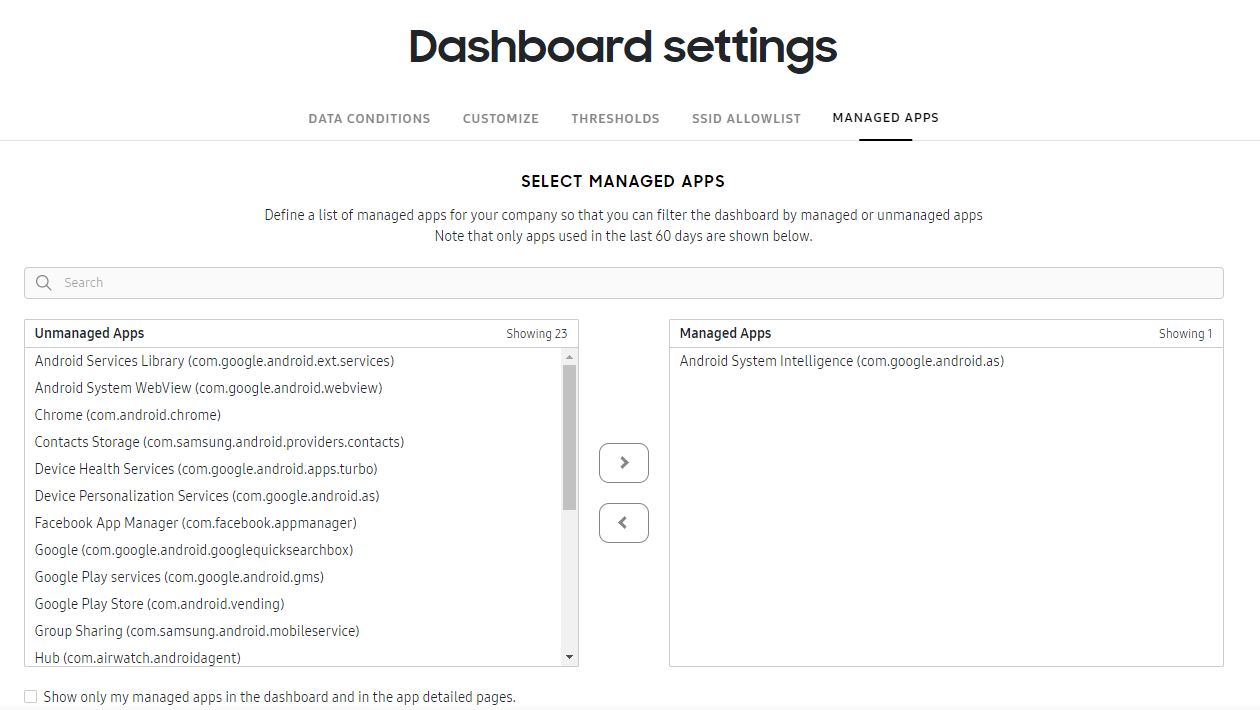 Dashboard settings
DATA CONDITIONS CUSTOMIZE THRESHOLDS SSID ALLOWLIST MANAGED APPS
SELECT MANAGED APPS
Define a list of managed apps for your company so that you can filter the dashboard by managed or unmanaged apps
Note that only apps used in the last 60 days are shown below.
Search
Unmanaged Apps Showing 23
Android Services Library (com.google.android.ext.services)
Android System WebView (com.google.android.webview)
Chrome (com.android.chrome)
Contacts Storage (com.samsung.android.providers.contacts)
Device Health Services (com.google.android.apps.turbo)
Device Personalization Services (com.google.android.as)
Facebook App Manager (com.facebook.appmanager)
Google (com.google.android.googlequicksearchbox)
Google Play services (com.google.android.gms)
Google Play Store (com.android.vending)
Group Sharing (com.samsung.android.mobileservice)
Hub (com.airwatch.androidagent)
Managed Apps Showing 1
Android System Intelligence (com.google.android.as)
Show only my managed apps in the dashboard and in the app detailed pages.